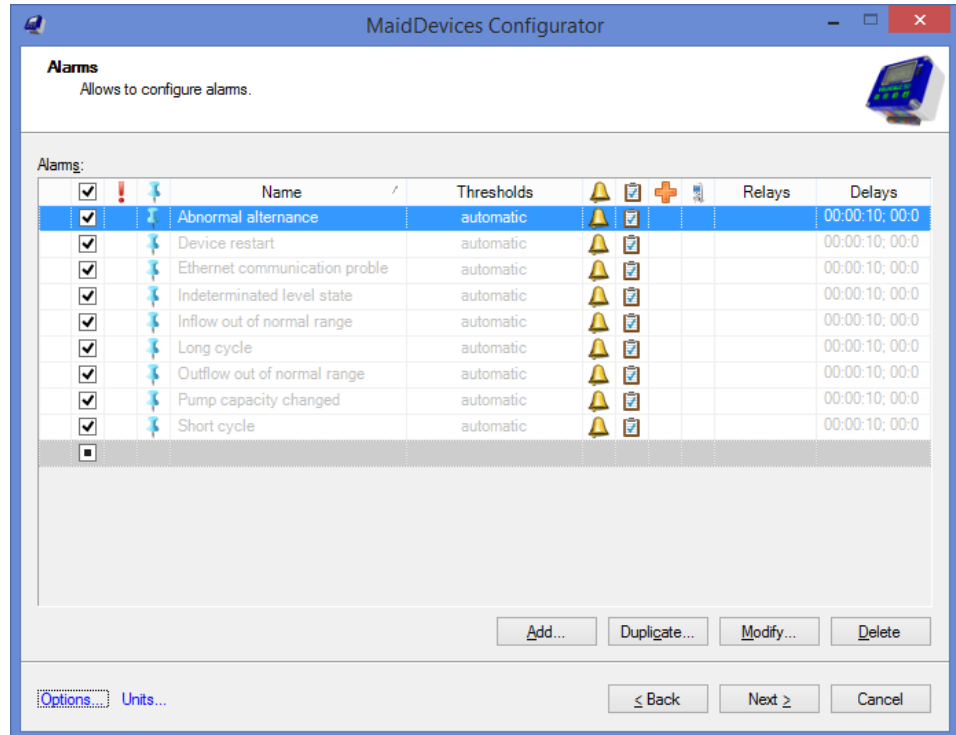 MaidDevices Configurator
Alarms
Allows to configure alarms.
Alarms:
Name Thresholds Relays Delays
Abnormal alternance automatic 00:00:10; 00:0
Device restart automatic 00:00:10; 00:0
Ethernet communication proble automatic 00:00:10; 00:0
Indeterminated level state automatic 00:00:10; 00:0
Inflow out of normal range automatic 00:00:10; 00:0
Long cycle automatic 00:00:10; 00:0
Outflow out of normal range automatic 00:00:10; 00:0
Pump capacity changed automatic 00:00:10; 00:0
Short cycle automatic 00:00:10; 00:0
Add... Duplicate... Modify... Delete
Options... Units... < Back Next > Cancel